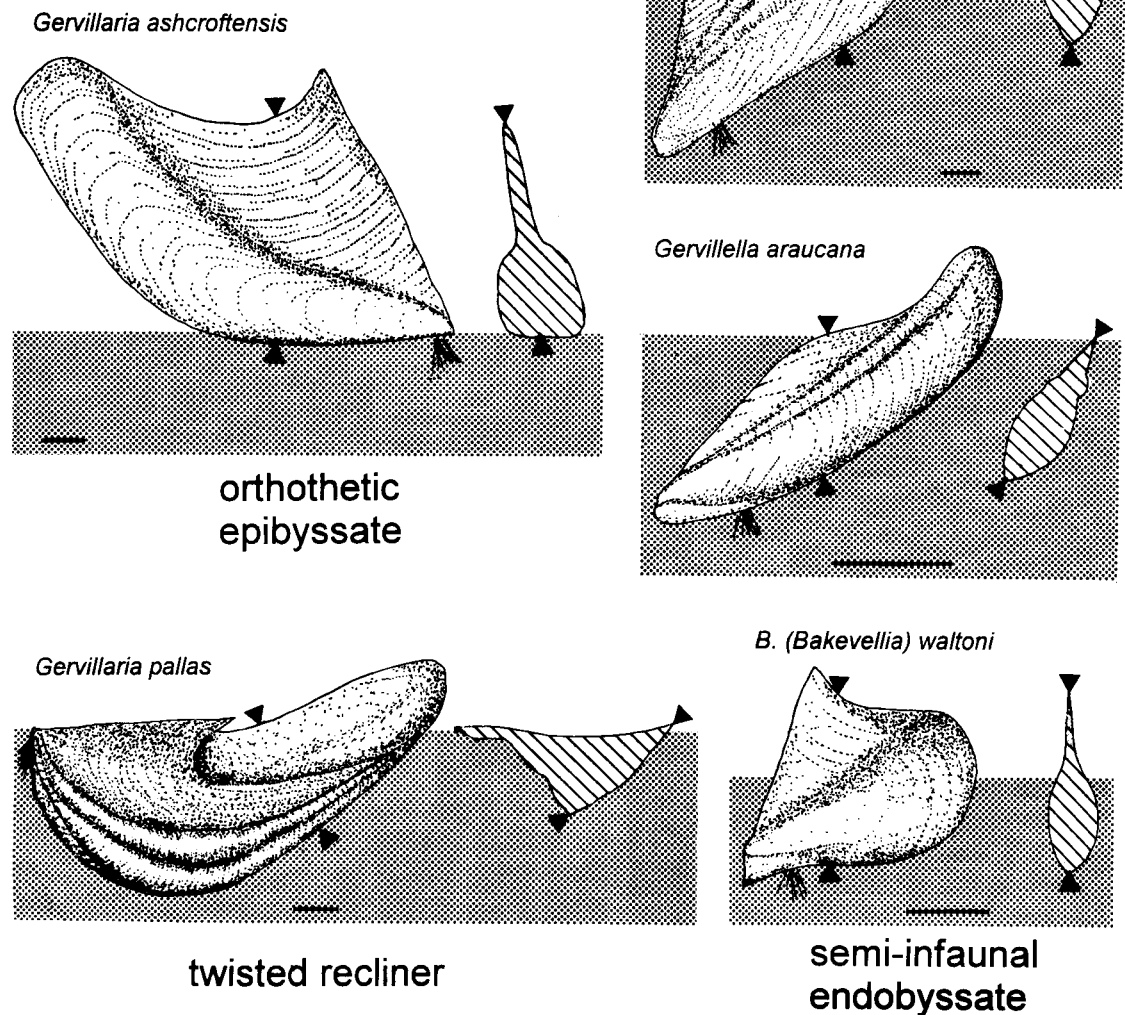 Gervillaria ashcroftensis
Gervillella araucana
orthothetic
epibyssate
B. (Bakevellia) waltoni
Gervillaria pallas
twisted recliner
semi-infaunal
endobyssate